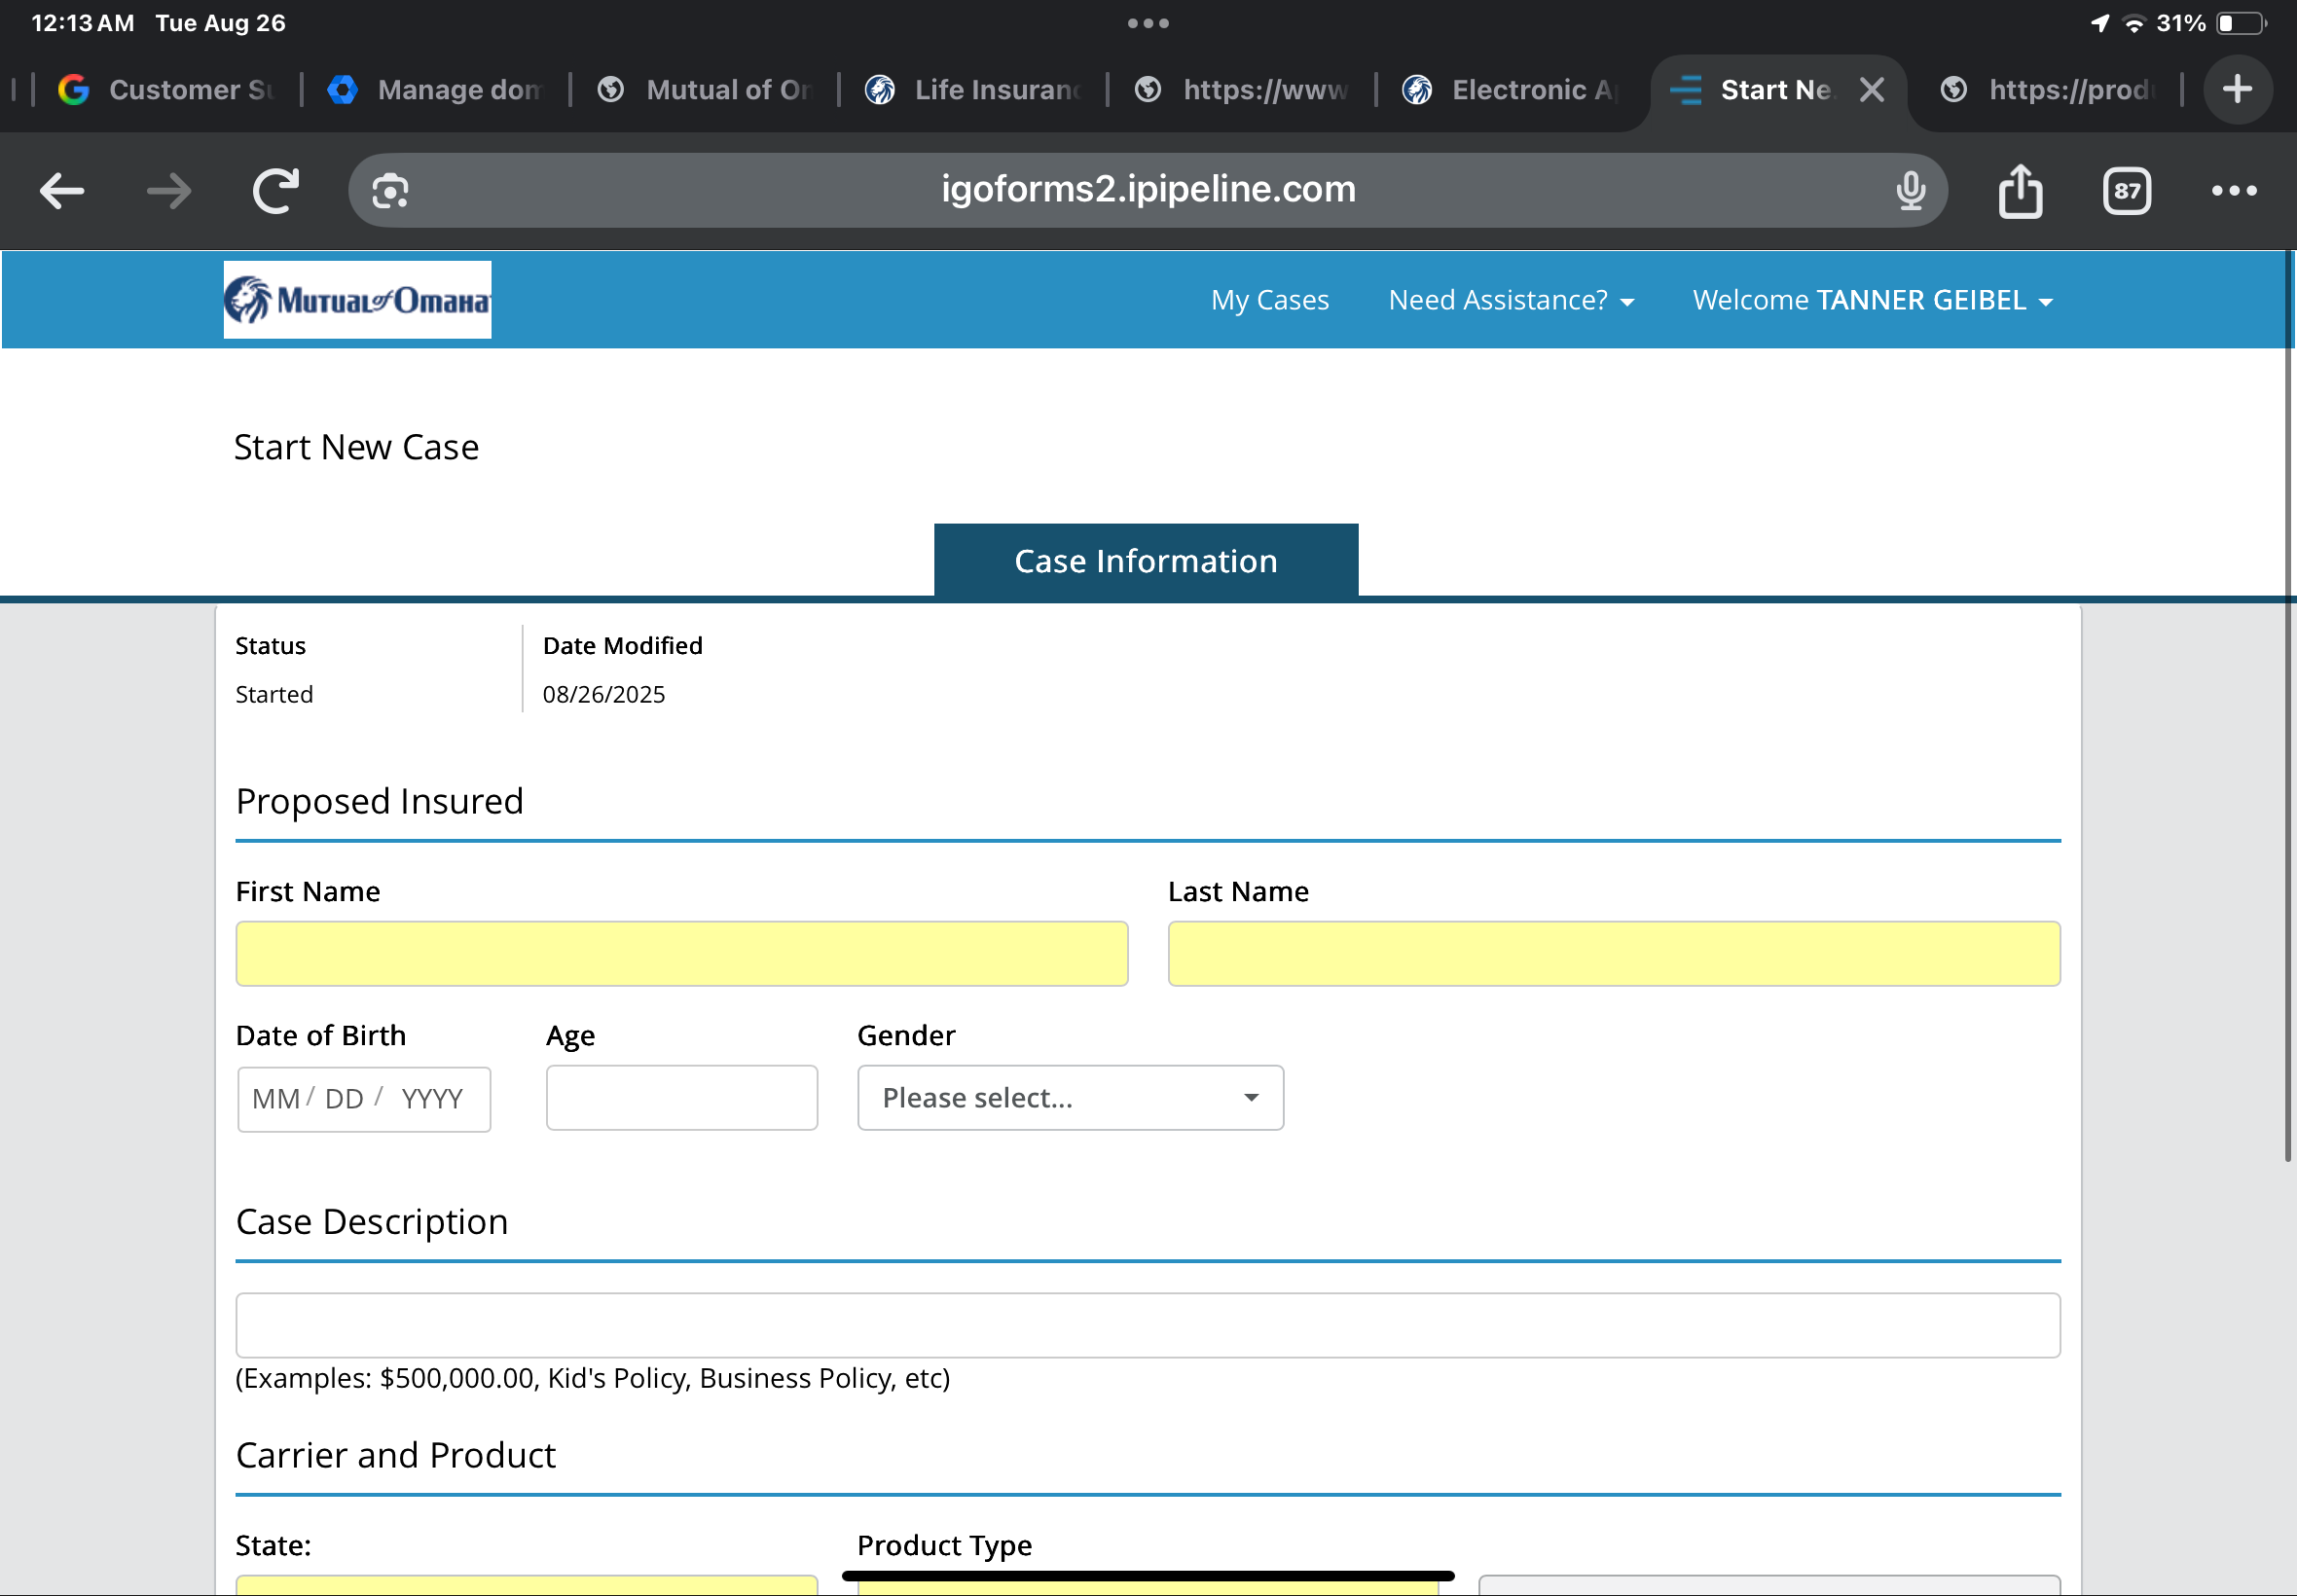 12:13 AM Tue Aug 26 31%
Customer Su Manage dom Mutual of Om Life Insuranc https://www Electronic A Start Ne https://prod
igoforms2.ipipeline.com 87
Mutual of Omaha My Cases Need Assistance? Welcome TANNER GEIBEL
Start New Case
Case Information
Status Date Modified
Started 08/26/2025
Proposed Insured
First Name Last Name
Date of Birth Age Gender
MM / DD / YYYY Please select...
Case Description
(Examples: $500,000.00, Kid's Policy, Business Policy, etc)
Carrier and Product
State: Product Type